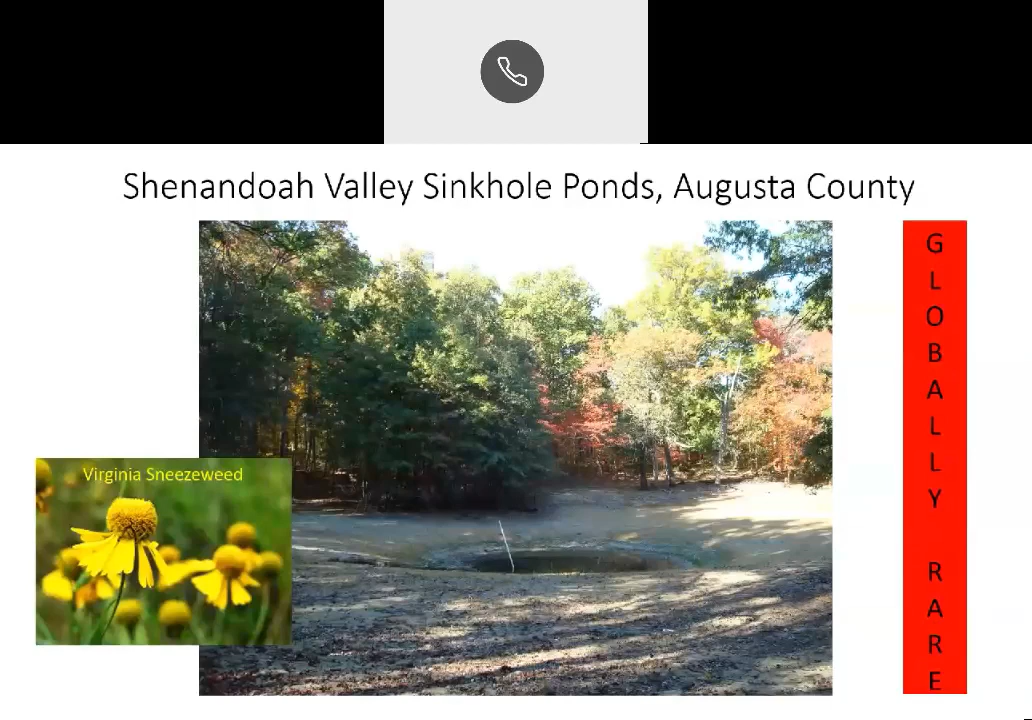 Shenandoah Valley Sinkhole Ponds, Augusta County
Virginia Sneezeweed
G
L
O
B
A
L
L
Y
R
A
R
E